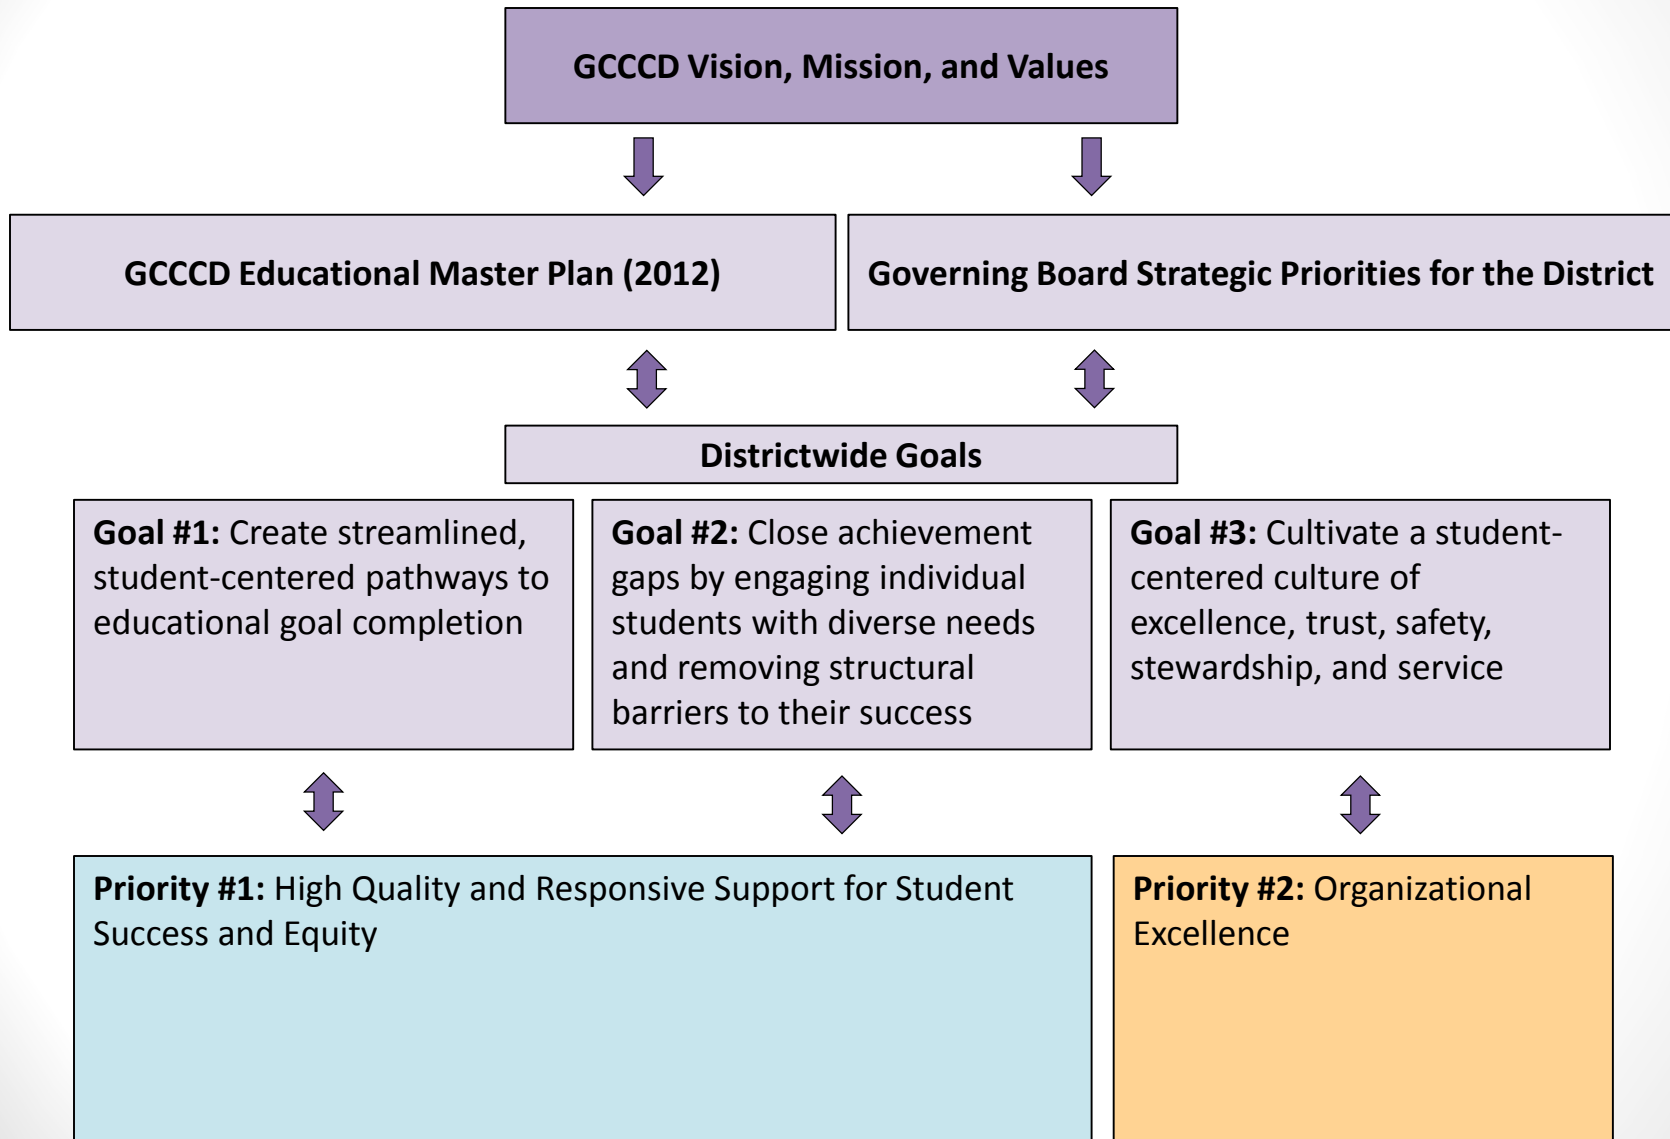 GCCCD Vision, Mission, and Values
GCCCD Educational Master Plan (2012)
Governing Board Strategic Priorities for the District
Districtwide Goals
Goal #1: Create streamlined,
student-centered pathways to
educational goal completion
Goal #2: Close achievement
gaps by engaging individual
students with diverse needs
and removing structural
barriers to their success
Goal #3: Cultivate a student-
centered culture of
excellence, trust, safety,
stewardship, and service
Priority #1: High Quality and Responsive Support for Student
Success and Equity
Priority #2: Organizational
Excellence